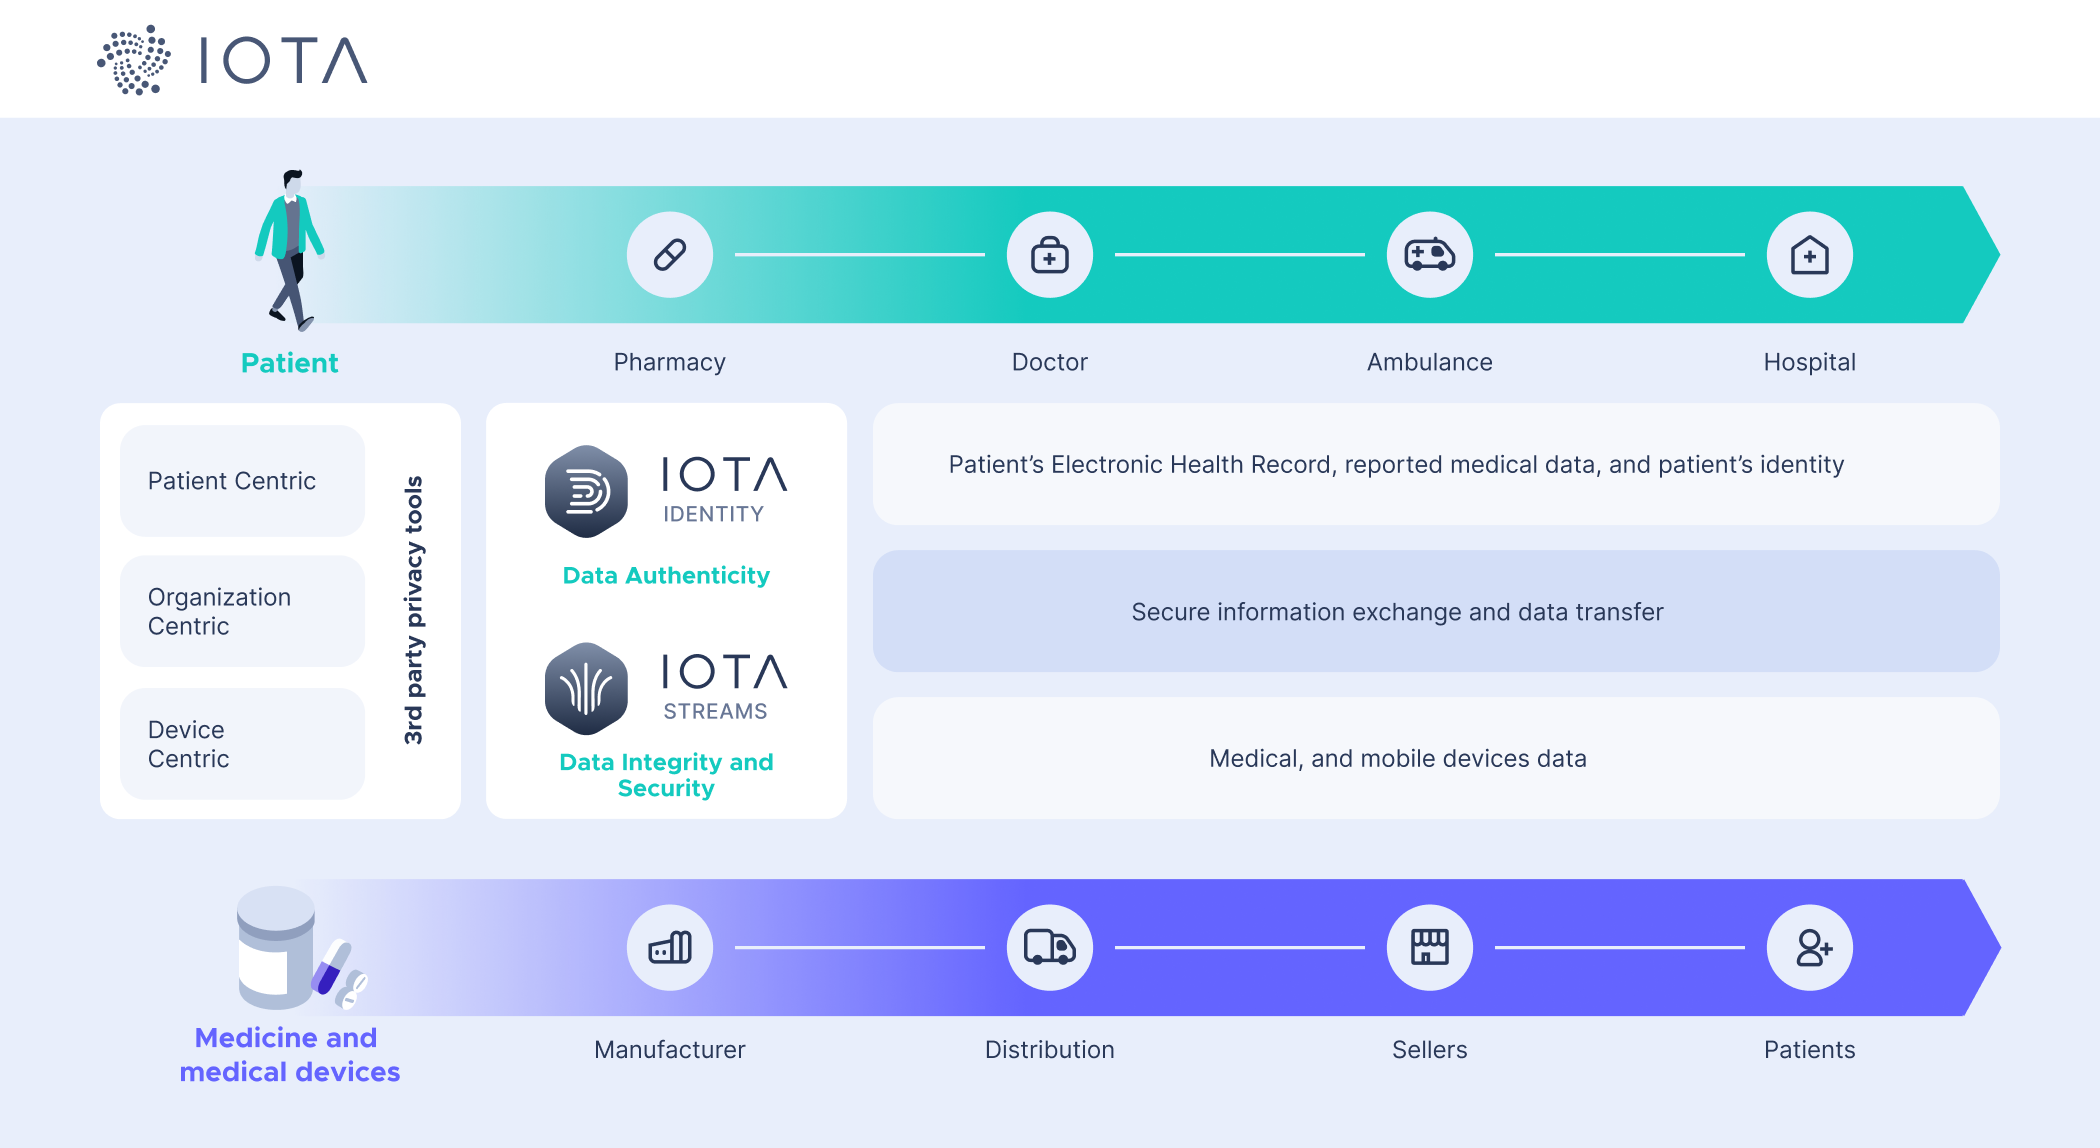 IOTA
Patient
Pharmacy
Doctor
Ambulance
Hospital
Patient Centric
Organization
Centric
Device
Centric
3rd party privacy tools
IOTA
IDENTITY
Data Authenticity
IOTA
STREAMS
Data Integrity and
Security
Patient’s Electronic Health Record, reported medical data, and patient’s identity
Secure information exchange and data transfer
Medical, and mobile devices data
Medicine and
medical devices
Manufacturer
Distribution
Sellers
Patients